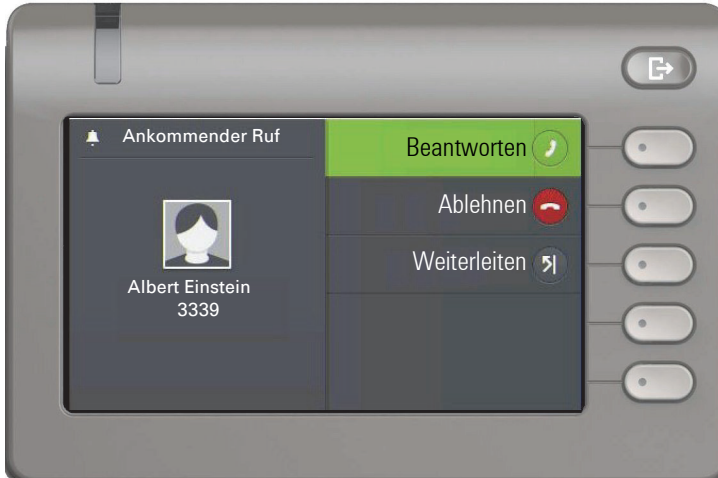 Ankommender Ruf
Albert Einstein
3339
Beantworten
Ablehnen
Weiterleiten